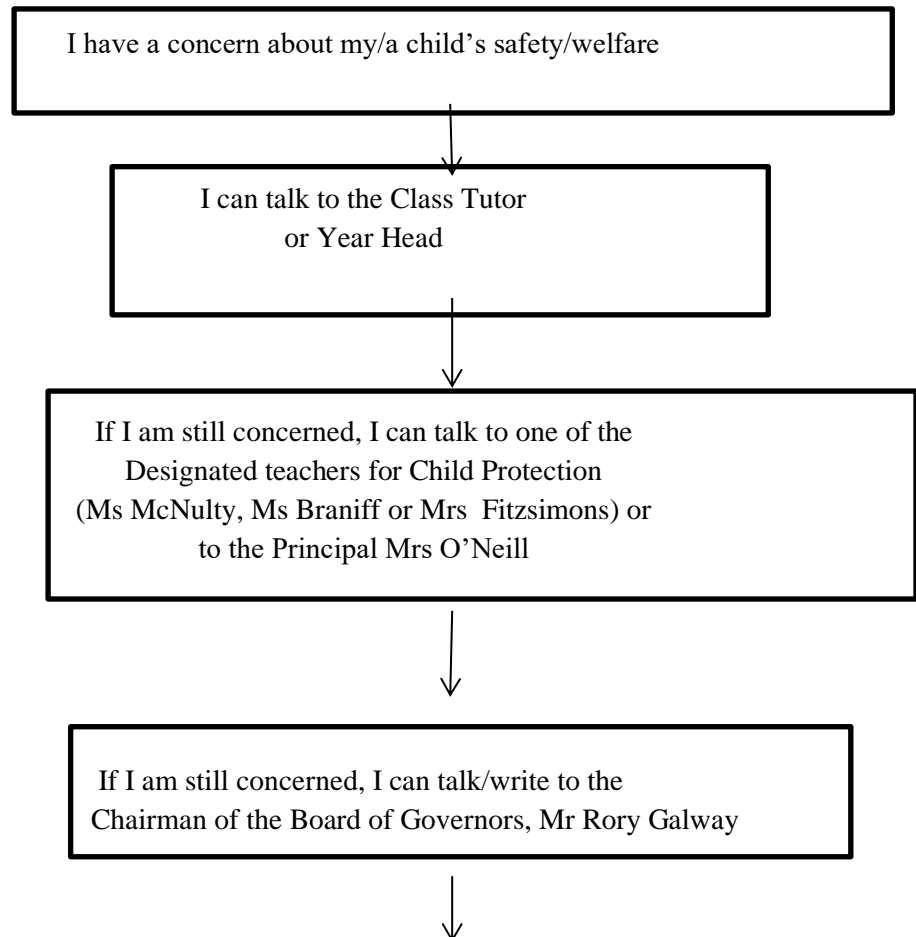 I have a concern about my/a child’s safety/welfare
I can talk to the Class Tutor
or Year Head
If I am still concerned, I can talk to one of the
Designated teachers for Child Protection
(Ms McNulty, Ms Braniff or Mrs  Fitzsimons) or
to the Principal Mrs O’Neill
If I am still concerned, I can talk/write to the
Chairman of the Board of Governors, Mr Rory Galway